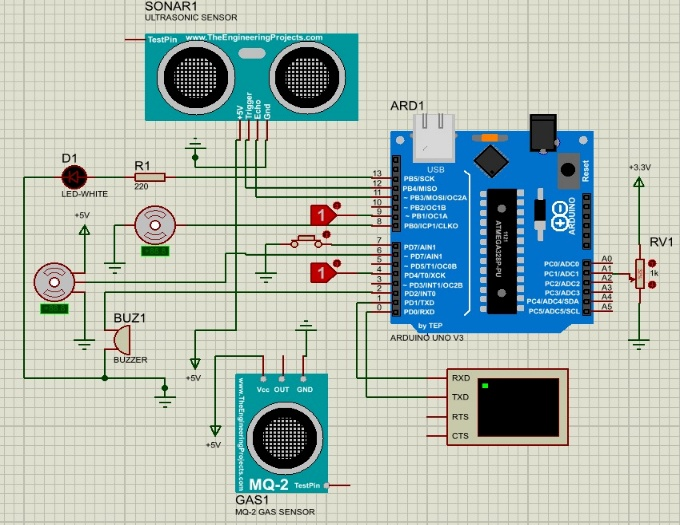 SONAR1
ULTRASONIC SENSOR
TestPin
www.TheEngineeringProjects.com
+5V
Trigger
Echo
Gnd
ARD1
USB
Reset
ARDUINO
ATMEGA328P-PU
1121
D1
LED-WHITE
R1
220
+5V
1
1
13
12
11
10
9
8
7
6
5
4
3
2
1
0
PB5/SCK
PB4/MISO
~ PB3/MOSI/OC2A
~ PB2/OC1B
~ PB1/OC1A
PB0/ICP1/CLKO
PD7/AIN1
~ PD7/AIN1
~ PD5/T1/OC0B
PD4/T0/XCK
~ PD3/INT1/OC2B
PD2/INT0
PD1/TXD
PD0/RXD
PC0/ADC0
PC1/ADC1
PC2/ADC2
PC3/ADC3
PC4/ADC4/SDA
PC5/ADC5/SCL
A0
A1
A2
A3
A4
A5
by TEP
ARDUINO UNO V3
+3.3V
RV1
1k
BUZ1
BUZZER
+5V
+5V
Vcc
OUT
GND
www.TheEngineeringProjects.com
MQ-2
TestPin
GAS1
MQ-2 GAS SENSOR
RXD
TXD
RTS
CTS